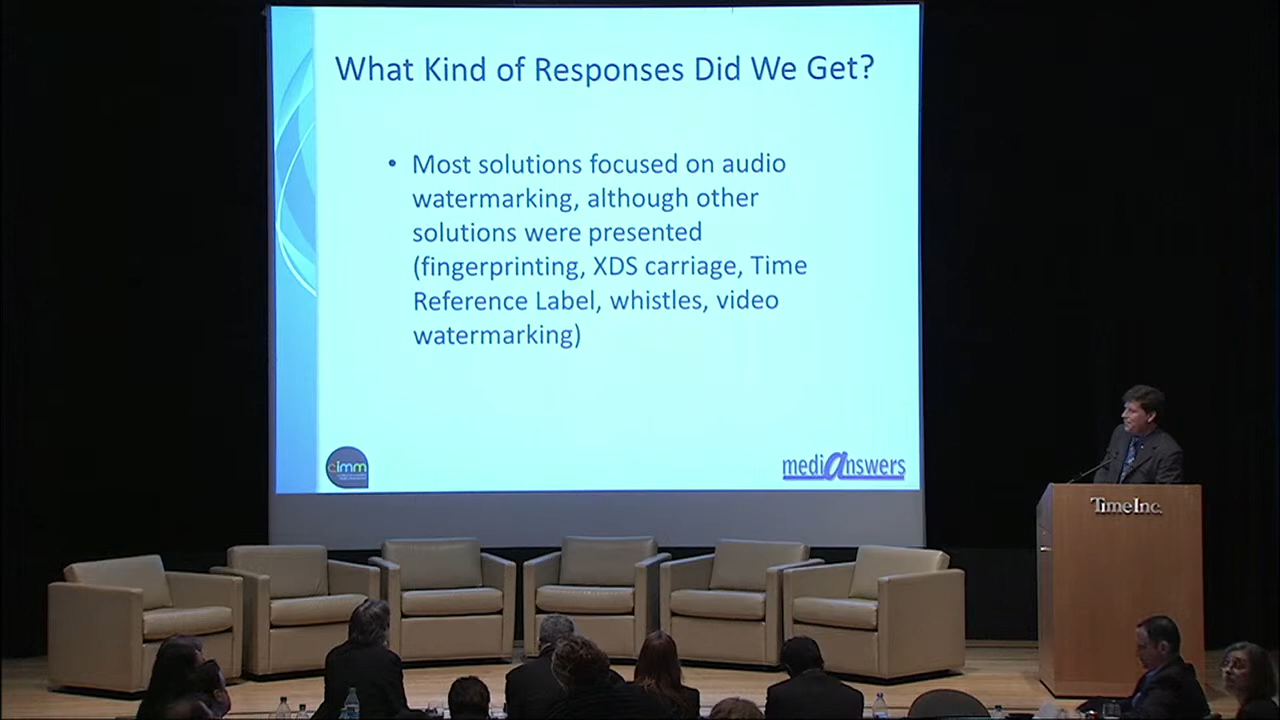 What Kind of Responses Did We Get?
• Most solutions focused on audio
watermarking, although other
solutions were presented
(fingerprinting, XDS carriage, Time
Reference Label, whistles, video
watermarking)
cimm
mediAnswers
TimeInc.